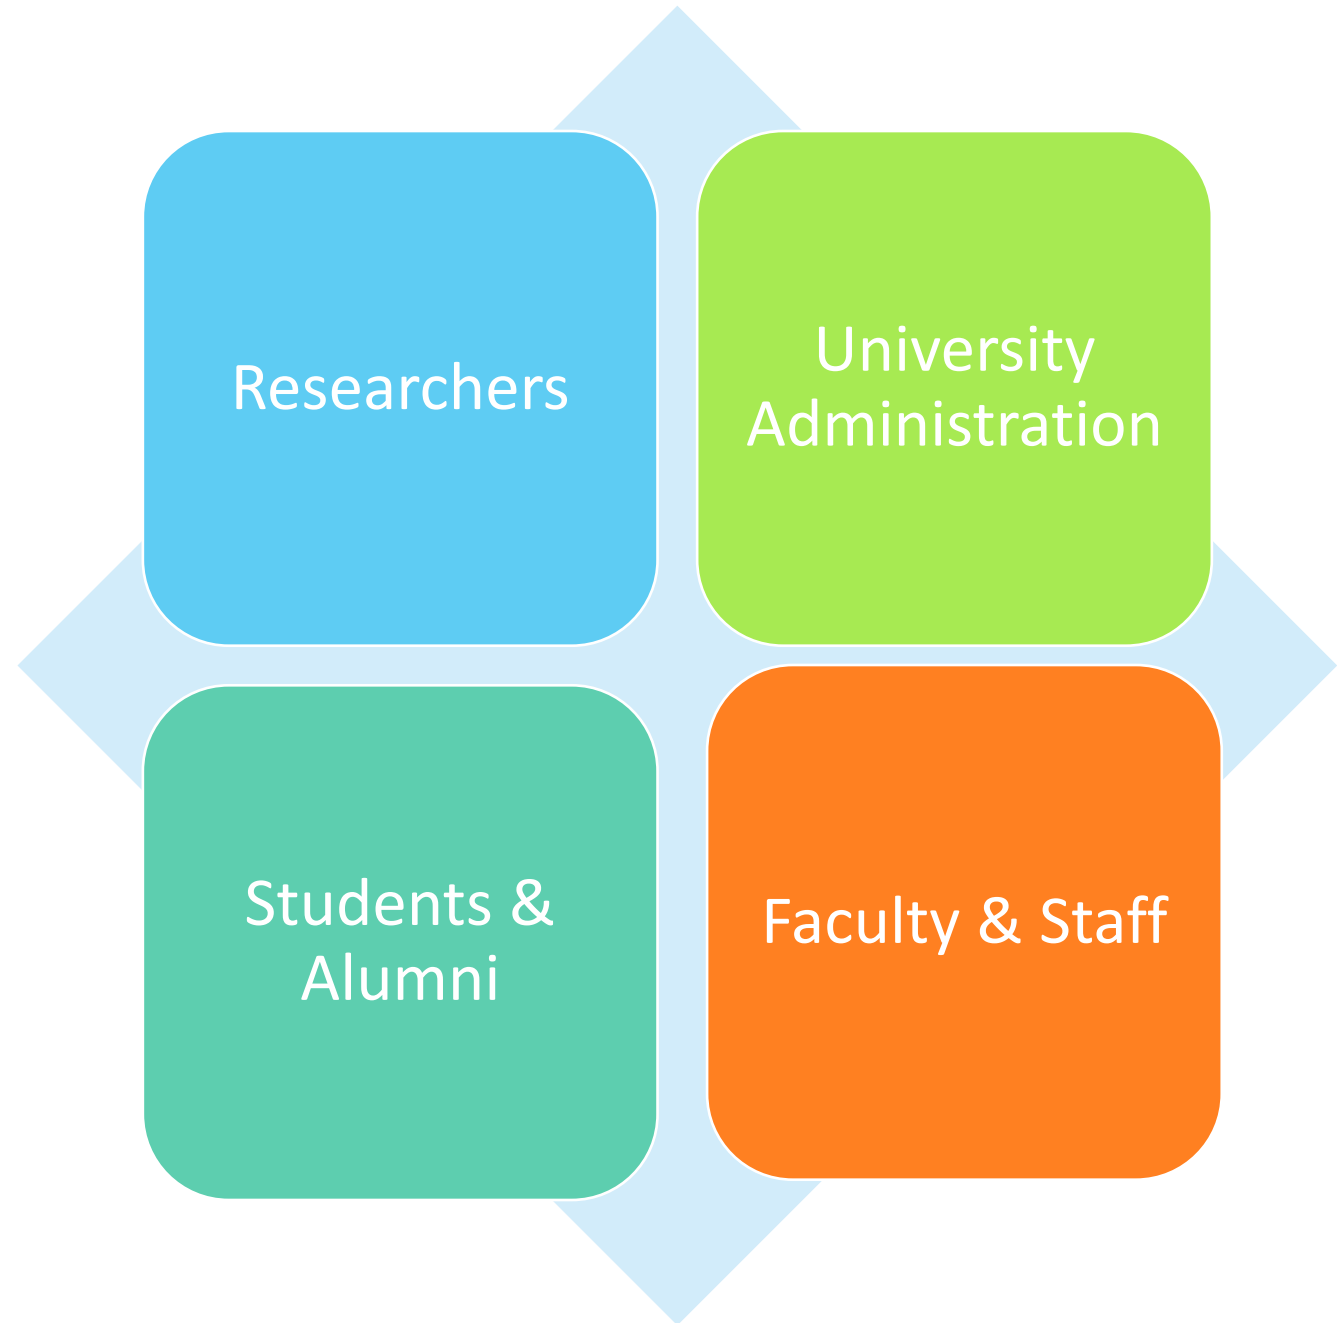 Researchers
University
Administration
Students &
Alumni
Faculty & Staff